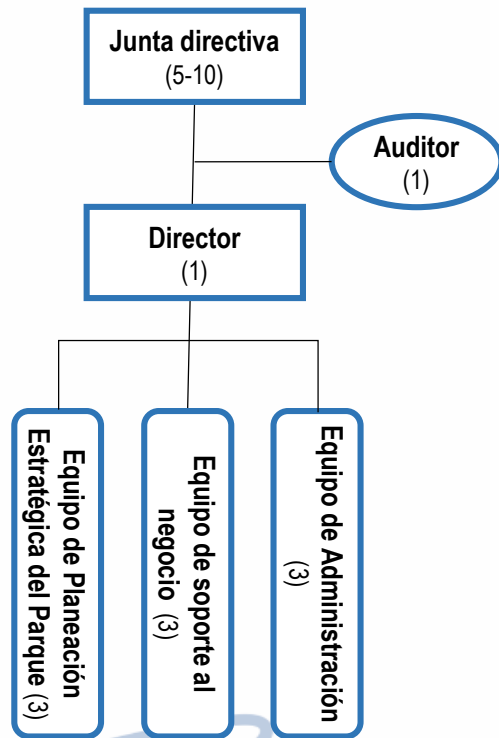 Junta directiva
(5-10)
Auditor
(1)
Director
(1)
Equipo de Planeación
Estratégica del Parque (3)
Equipo de soporte al
negocio (3)
Equipo de Administración
(3)